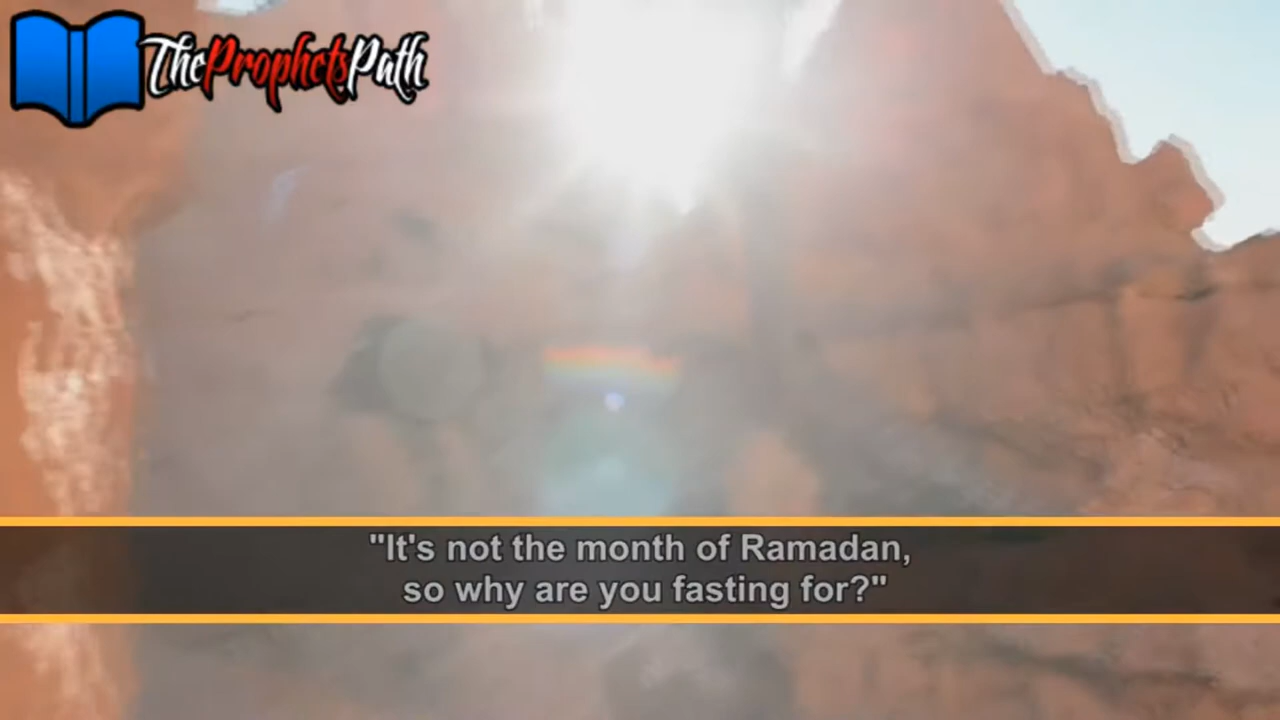 TheProphetsPath
"It's not the month of Ramadan,
so why are you fasting for?"